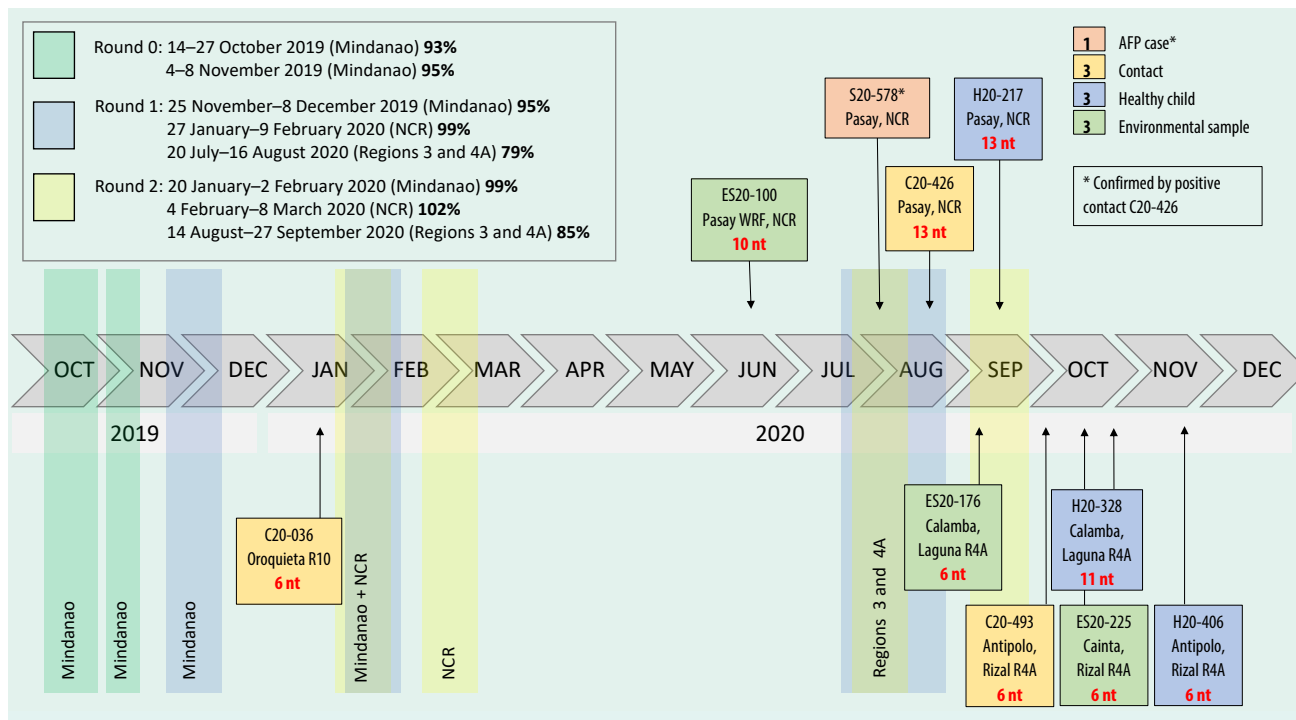 Round 0: 14–27 October 2019 (Mindanao) 93%
4–8 November 2019 (Mindanao) 95%
Round 1: 25 November–8 December 2019 (Mindanao) 95%
27 January–9 February 2020 (NCR) 99%
20 July–16 August 2020 (Regions 3 and 4A) 79%
Round 2: 20 January–2 February 2020 (Mindanao) 99%
4 February–8 March 2020 (NCR) 102%
14 August–27 September 2020 (Regions 3 and 4A) 85%
1 AFP case*
3 Contact
3 Healthy child
3 Environmental sample
* Confirmed by positive
contact C20-426
ES20-100
Pasay WRF, NCR
10 nt
S20-578*
Pasay, NCR
C20-426
Pasay, NCR
13 nt
H20-217
Pasay, NCR
13 nt
OCT NOV DEC JAN FEB MAR APR MAY JUN JUL AUG SEP OCT NOV DEC
2019 2020
C20-036
Oroquieta R10
6 nt
ES20-176
Calamba,
Laguna R4A
6 nt
C20-493
Antipolo,
Rizal R4A
6 nt
H20-328
Calamba,
Laguna R4A
11 nt
ES20-225
Cainta,
Rizal R4A
6 nt
H20-406
Antipolo,
Rizal R4A
6 nt
Mindanao
Mindanao
Mindanao
Mindanao + NCR
NCR
Regions 3 and 4A